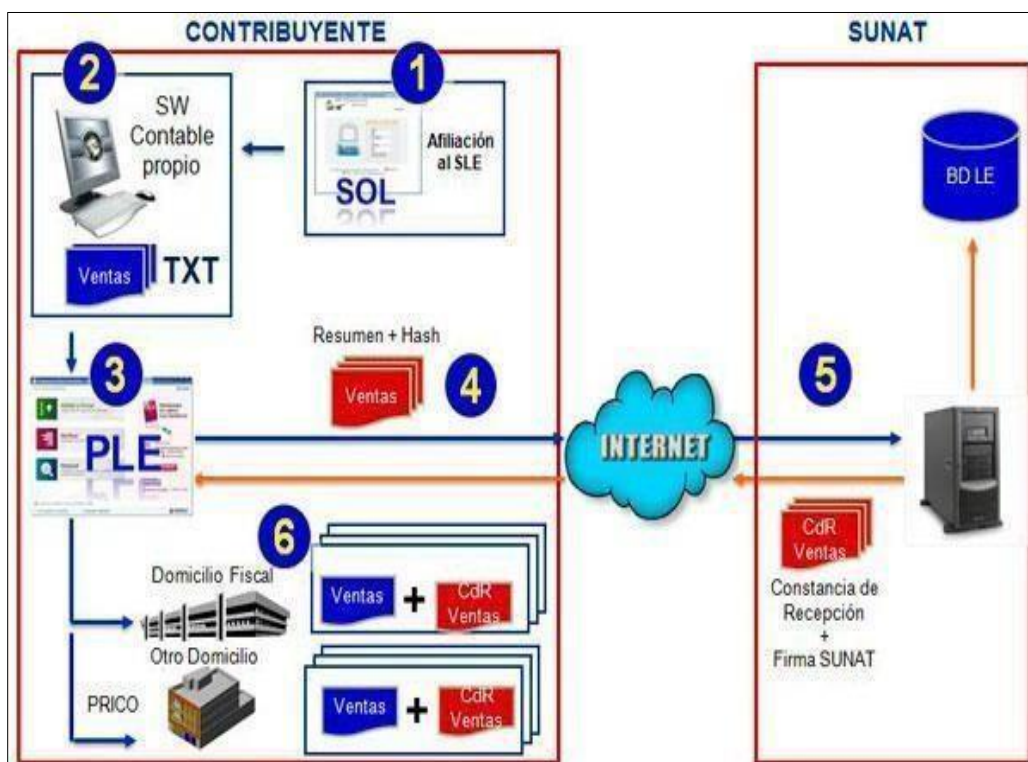 CONTRIBUYENTE
SUNAT
1
SOL
Afiliación
al SLE
2
SW
Contable
propio
Ventas
TXT
3
PLE
Resumen + Hash
Ventas
4
INTERNET
5
BD LE
CdR
Ventas
Constancia de
Recepción
+
Firma SUNAT
6
Domicilio Fiscal
Ventas + CdR
Ventas
Otro Domicilio
PRICO
Ventas + CdR
Ventas